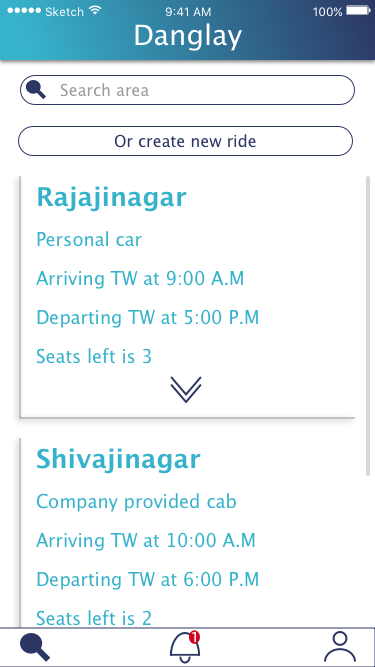 Sketch 9:41 AM 100%
Danglay
Search area
Or create new ride
Rajajinagar
Personal car
Arriving TW at 9:00 A.M
Departing TW at 5:00 P.M
Seats left is 3
Shivajinagar
Company provided cab
Arriving TW at 10:00 A.M
Departing TW at 6:00 P.M
Seats left is 2
1